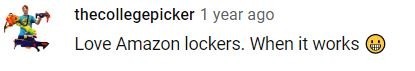 thecollegepicker 1 year ago
Love Amazon lockers. When it works 😀